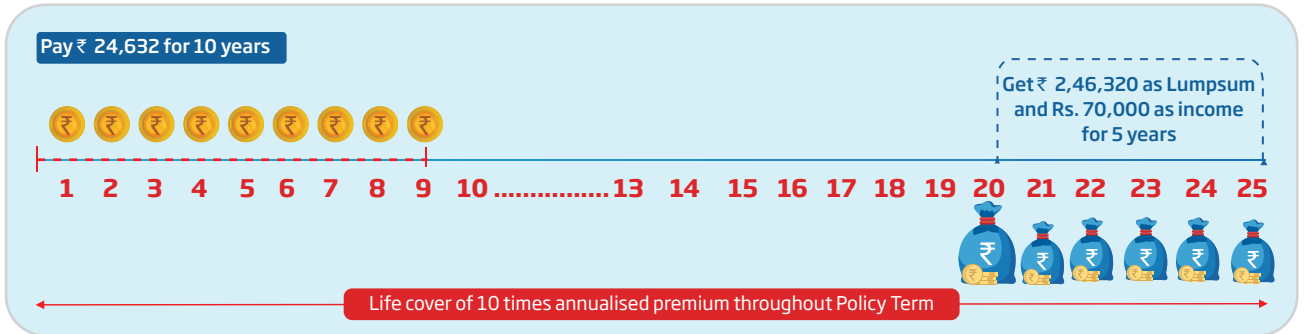 Pay ₹ 24,632 for 10 years
Get ₹ 2,46,320 as Lumpsum
and Rs. 70,000 as income
for 5 years
1 2 3 4 5 6 7 8 9 10 ................ 13 14 15 16 17 18 19 20 21 22 23 24 25
Life cover of 10 times annualised premium throughout Policy Term